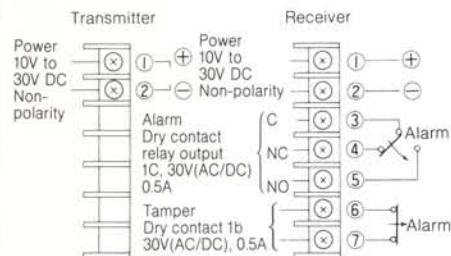 Transmitter
Power
10V to
30V DC
Non-
polarity
① ⊕
② ⊖
Receiver
Power
10V to
30V DC
Non-polarity
① ⊕
② ⊖
Alarm
Dry contact
relay output
1C, 30V(AC/DC)
0.5A
C ③
NC ④
NO ⑤
Alarm
Tamper
Dry contact 1b
30V(AC/DC), 0.5A
⑥
⑦
Alarm